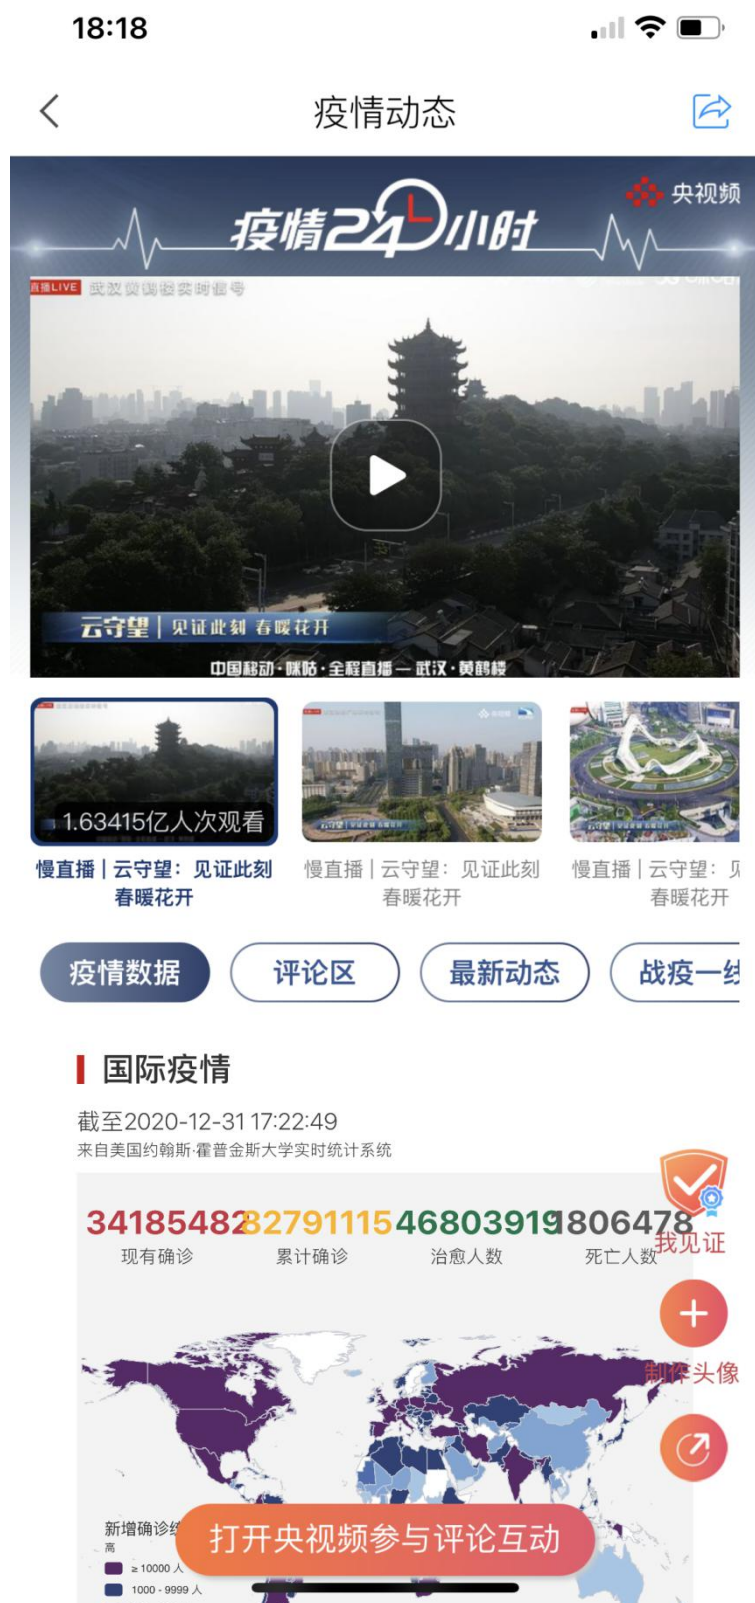 18:18
疫情动态
央视频
疫情24小时
直播LIVE 武汉黄鹤楼实时信号
云守望 | 见证此刻 春暖花开
中国移动·咪咕·全程直播—武汉·黄鹤楼
1.63415亿人次观看
慢直播 | 云守望：见证此刻
春暖花开
慢直播 | 云守望：见证此刻
春暖花开
慢直播 | 云守望：
春暖花开
疫情数据
评论区
最新动态
战疫一线
国际疫情
截至2020-12-31 17:22:49
来自美国约翰斯·霍普金斯大学实时统计系统
34185482 82791115 46803919 1806478
现有确诊 累计确诊 治愈人数 死亡人数
我见证
制作头像
新增确诊
高
≥ 10000 人
1000 - 9999 人
打开央视频参与评论互动